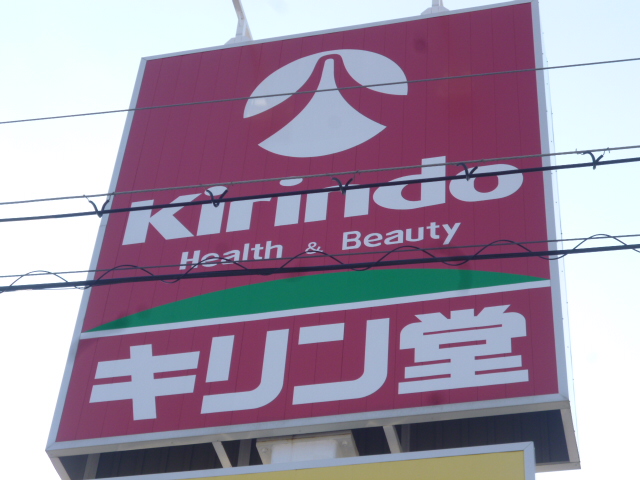 Kirindo
Health & Beauty
キリン堂